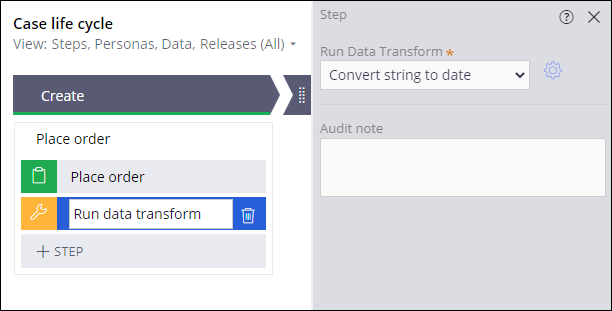 Case life cycle
View: Steps, Personas, Data, Releases (All)
Create
Place order
Place order
Run data transform
+ STEP
Step
?
Run Data Transform *
Convert string to date
Audit note